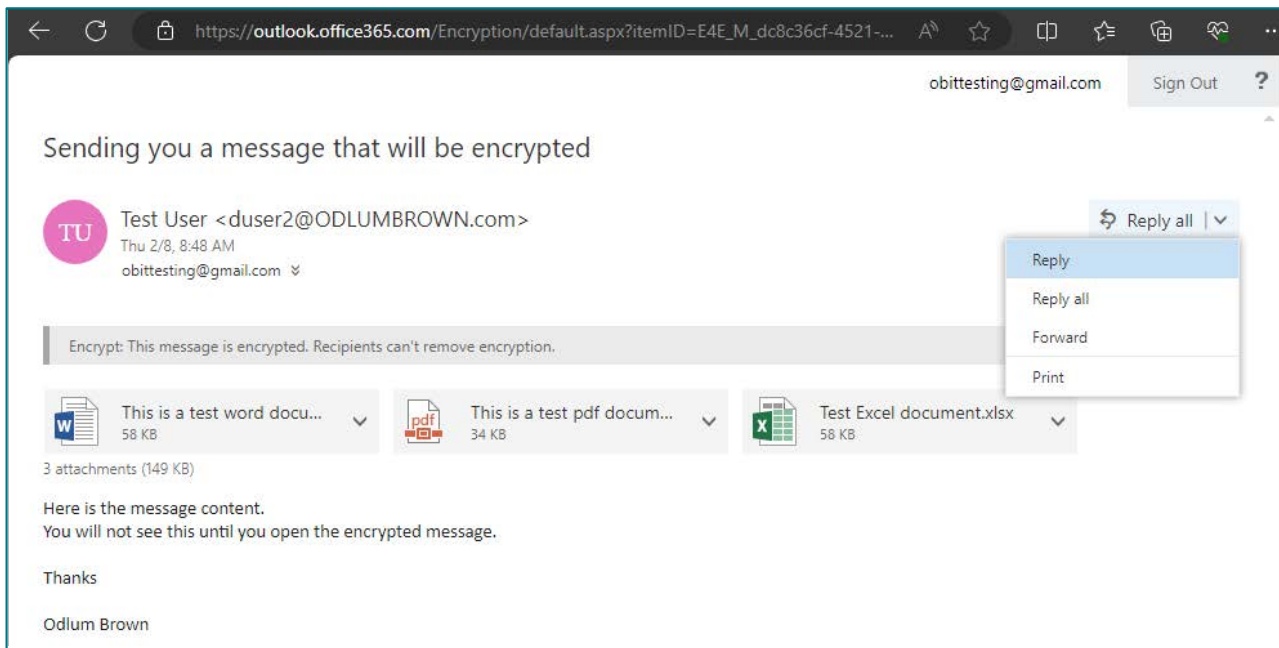 https://outlook.office365.com/Encryption/default.aspx?itemID=E4E_M_dc8c36cf-4521-...
obittesting@gmail.com Sign Out ?
Sending you a message that will be encrypted
TU
Test User <duser2@ODLUMBROWN.com>
Thu 2/8, 8:48 AM
obittesting@gmail.com
Reply all
Reply
Reply all
Forward
Print
Encrypt: This message is encrypted. Recipients can't remove encryption.
This is a test word docu...
58 KB
This is a test pdf docum...
34 KB
Test Excel document.xlsx
58 KB
3 attachments (149 KB)
Here is the message content.
You will not see this until you open the encrypted message.
Thanks
Odlum Brown